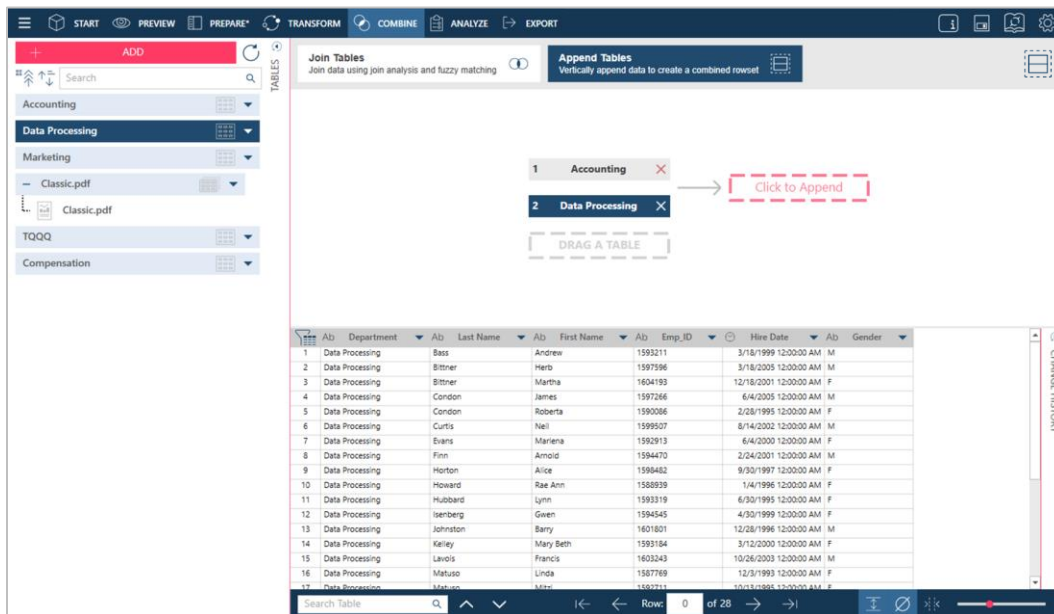 START PREVIEW PREPARE* TRANSFORM COMBINE ANALYZE EXPORT
+ ADD
TABLES
Search
Accounting
Data Processing
Marketing
− Classic.pdf
Classic.pdf
TQQQ
Compensation
Join Tables
Join data using join analysis and fuzzy matching
Append Tables
Vertically append data to create a combined rowset
1 Accounting
2 Data Processing
DRAG A TABLE
Click to Append
Ab Department Ab Last Name Ab First Name Ab Emp_ID Hire Date Ab Gender
1 Data Processing Bass Andrew 1593211 3/18/1999 12:00:00 AM M
2 Data Processing Bittner Herb 1597596 3/18/2005 12:00:00 AM M
3 Data Processing Bittner Martha 1604193 12/18/2001 12:00:00 AM F
4 Data Processing Condon James 1597266 6/4/2005 12:00:00 AM M
5 Data Processing Condon Roberta 1590086 2/28/1995 12:00:00 AM F
6 Data Processing Curtis Neil 1599507 8/14/2002 12:00:00 AM M
7 Data Processing Evans Marlena 1592913 6/4/2000 12:00:00 AM F
8 Data Processing Finn Arnold 1594470 2/24/2001 12:00:00 AM M
9 Data Processing Horton Alice 1598482 9/30/1997 12:00:00 AM F
10 Data Processing Howard Rae Ann 1588939 1/4/1996 12:00:00 AM F
11 Data Processing Hubbard Lynn 1593319 6/30/1995 12:00:00 AM F
12 Data Processing Isenberg Gwen 1594545 4/30/1999 12:00:00 AM F
13 Data Processing Johnston Barry 1601801 12/28/1996 12:00:00 AM M
14 Data Processing Kelley Mary Beth 1593184 3/12/2000 12:00:00 AM F
15 Data Processing Lavois Francis 1603243 10/26/2003 12:00:00 AM M
16 Data Processing Matuso Linda 1587769 12/3/1993 12:00:00 AM F
17 Data Processing Matuso Mitzi 1592711 10/13/1995 12:00:00 AM F
Search Table Row: 0 of 28